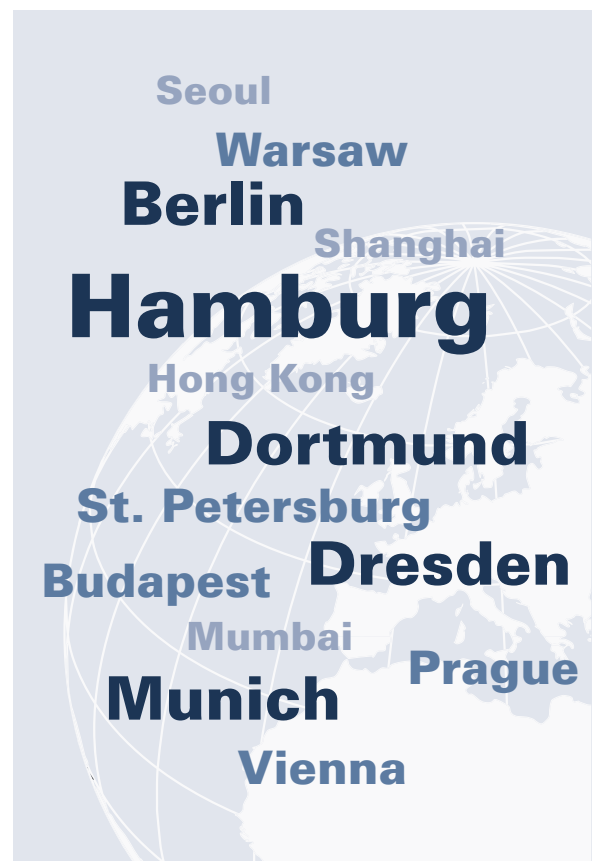 Seoul
Warsaw
Berlin
Shanghai
Hamburg
Hong Kong
Dortmund
St. Petersburg
Dresden
Budapest
Mumbai
Prague
Munich
Vienna